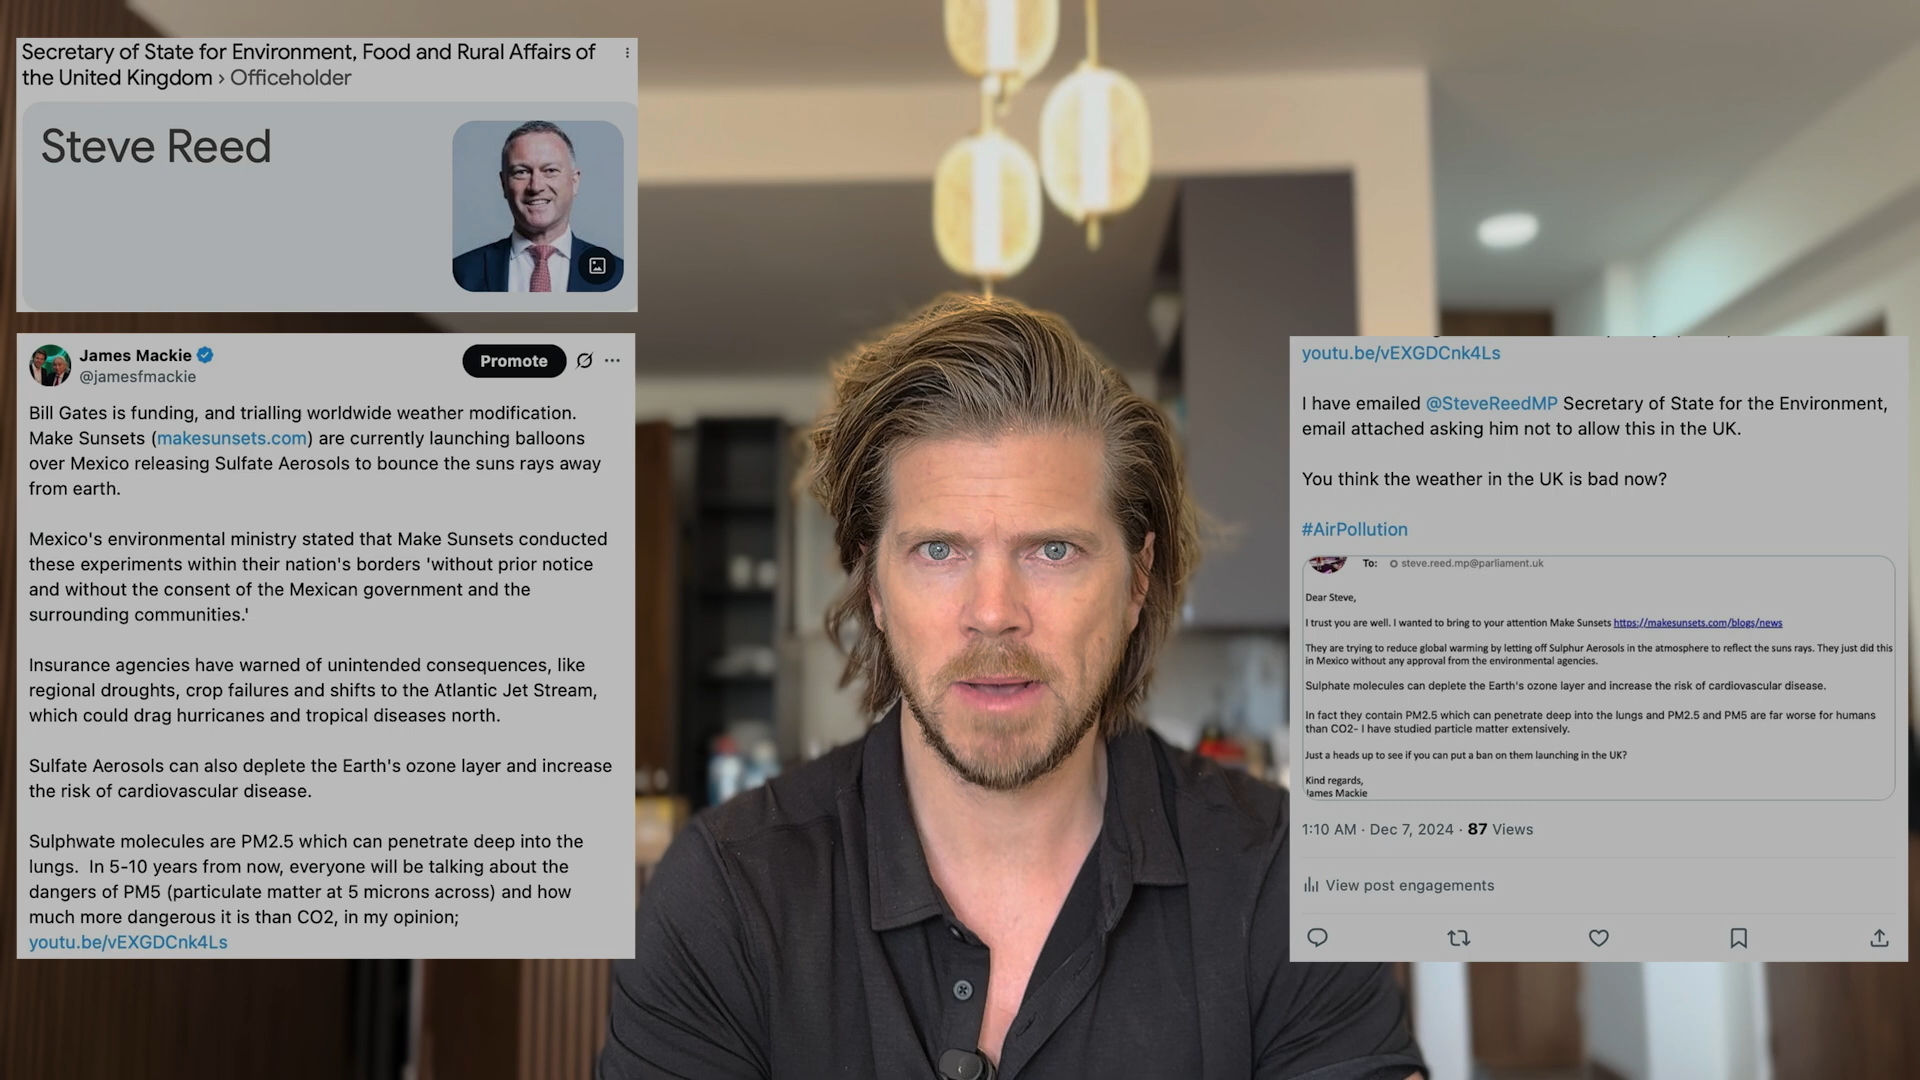 Secretary of State for Environment, Food and Rural Affairs of
the United Kingdom › Officeholder
Steve Reed
James Mackie
@jamesfmackie
Promote
Bill Gates is funding, and trialling worldwide weather modification.
Make Sunsets (makesunsets.com) are currently launching balloons
over Mexico releasing Sulfate Aerosols to bounce the suns rays away
from earth.
Mexico's environmental ministry stated that Make Sunsets conducted
these experiments within their nation's borders 'without prior notice
and without the consent of the Mexican government and the
surrounding communities.'
Insurance agencies have warned of unintended consequences, like
regional droughts, crop failures and shifts to the Atlantic Jet Stream,
which could drag hurricanes and tropical diseases north.
Sulfate Aerosols can also deplete the Earth's ozone layer and increase
the risk of cardiovascular disease.
Sulphwate molecules are PM2.5 which can penetrate deep into the
lungs. In 5-10 years from now, everyone will be talking about the
dangers of PM5 (particulate matter at 5 microns across) and how
much more dangerous it is than CO2, in my opinion;
youtu.be/vEXGDCnk4Ls
youtu.be/vEXGDCnk4Ls
I have emailed @SteveReedMP Secretary of State for the Environment,
email attached asking him not to allow this in the UK.
You think the weather in the UK is bad now?
#AirPollution
To: steve.reed.mp@parliament.uk
Dear Steve,
I trust you are well. I wanted to bring to your attention Make Sunsets https://makesunsets.com/blogs/news
They are trying to reduce global warming by letting off Sulphur Aerosols in the atmosphere to reflect the suns rays. They just did this
in Mexico without any approval from the environmental agencies.
Sulphate molecules can deplete the Earth's ozone layer and increase the risk of cardiovascular disease.
In fact they contain PM2.5 which can penetrate deep into the lungs and PM2.5 and PM5 are far worse for humans
than CO2- I have studied particle matter extensively.
Just a heads up to see if you can put a ban on them launching in the UK?
Kind regards,
James Mackie
1:10 AM · Dec 7, 2024 · 87 Views
View post engagements